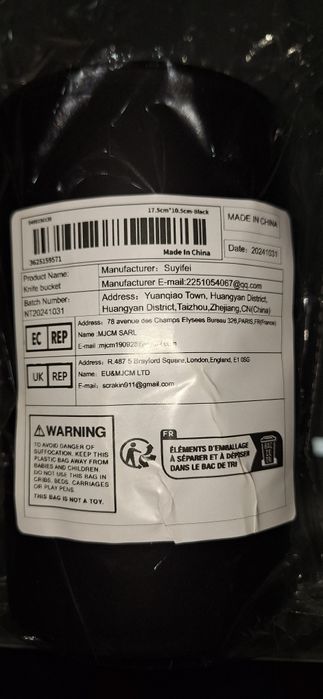 17.5cm*10.5cm-Black
MADE IN CHINA
3625159571
Made In China
Date: 20241031
Product Name:
Knife bucket
Manufacturer: Suyifei
Manufacturer E-mail:2251054067@qq.com
Batch Number:
NT20241031
Address: Yuanqiao Town, Huangyan District,
Huangyan District,Taizhou,Zhejiang,CN(China)
EC REP
Address: 78 avenue des Champs Elysees Bureau 326,PARIS,FR(France)
Name :MJCM SARL
E-mail :mjcm190928
UK REP
Address: R.487 5 Brayford Square,London,England, E1 0SG
Name: EU&MJCM LTD
E-mail: scrakin911@gmail.com
WARNING
TO AVOID DANGER OF
SUFFOCATION, KEEP THIS
PLASTIC BAG AWAY FROM
BABIES AND CHILDREN.
DO NOT USE THIS BAG IN
CRIBS, BEDS, CARRIAGES
OR PLAY PENS.
THIS BAG IS NOT A TOY.
FR
ÉLÉMENTS D'EMBALLAGE
À SÉPARER ET À DÉPOSER
DANS LE BAC DE TRI
BAC DE TRI